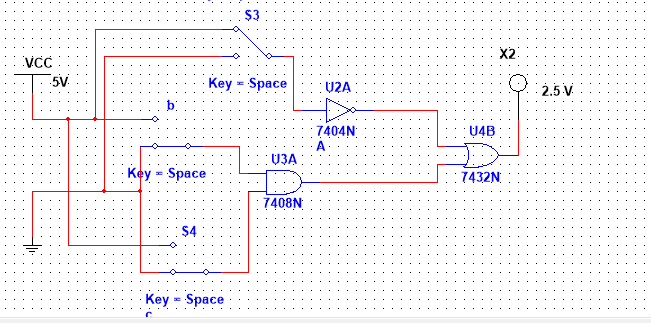 S3
VCC
5V
Key = Space
X2
2.5 V
U2A
b
7404N
A
U4B
Key = Space
U3A
7432N
7408N
S4
Key = Space
c